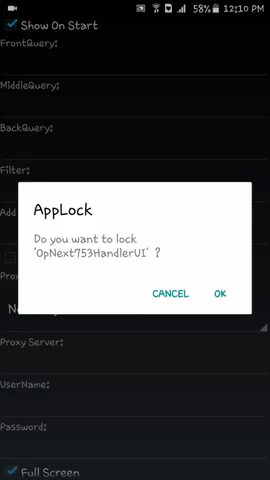 58% 12:10 PM
Show On Start
FrontQuery:
MiddleQuery:
BackQuery:
Filter:
Add
AppLock
Do you want to lock
'OpNext753HandlerUI' ?
CANCEL OK
Proxy Server:
UserName:
Password:
Full Screen